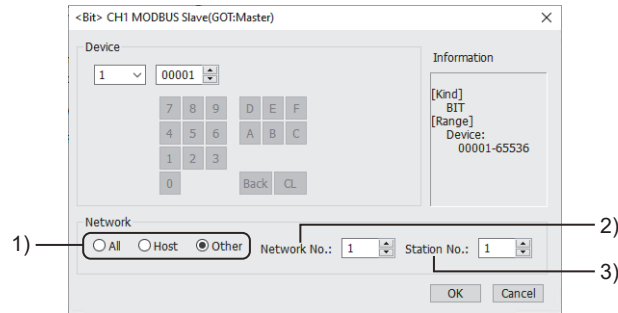 <Bit> CH1 MODBUS Slave(GOT:Master)
Device
1 00001
7 8 9 D E F
4 5 6 A B C
1 2 3
0 Back CL
Information
[Kind]
BIT
[Range]
Device:
00001-65536
Network
1) All Host Other Network No.: 1 Station No.: 1
2)
3)
OK Cancel